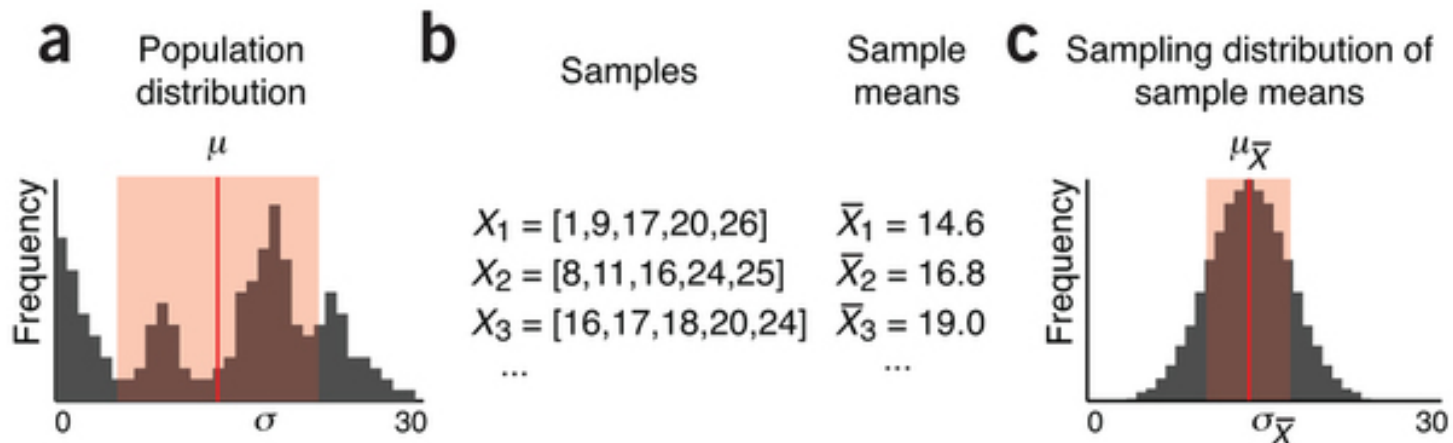 a
Population
distribution
μ
Frequency
0
σ
30
b
Samples
Sample
means
X₁ = [1,9,17,20,26]
X̅₁ = 14.6
X₂ = [8,11,16,24,25]
X̅₂ = 16.8
X₃ = [16,17,18,20,24]
X̅₃ = 19.0
...
...
c
Sampling distribution of
sample means
μ_X̅
Frequency
0
σ_X̅
30